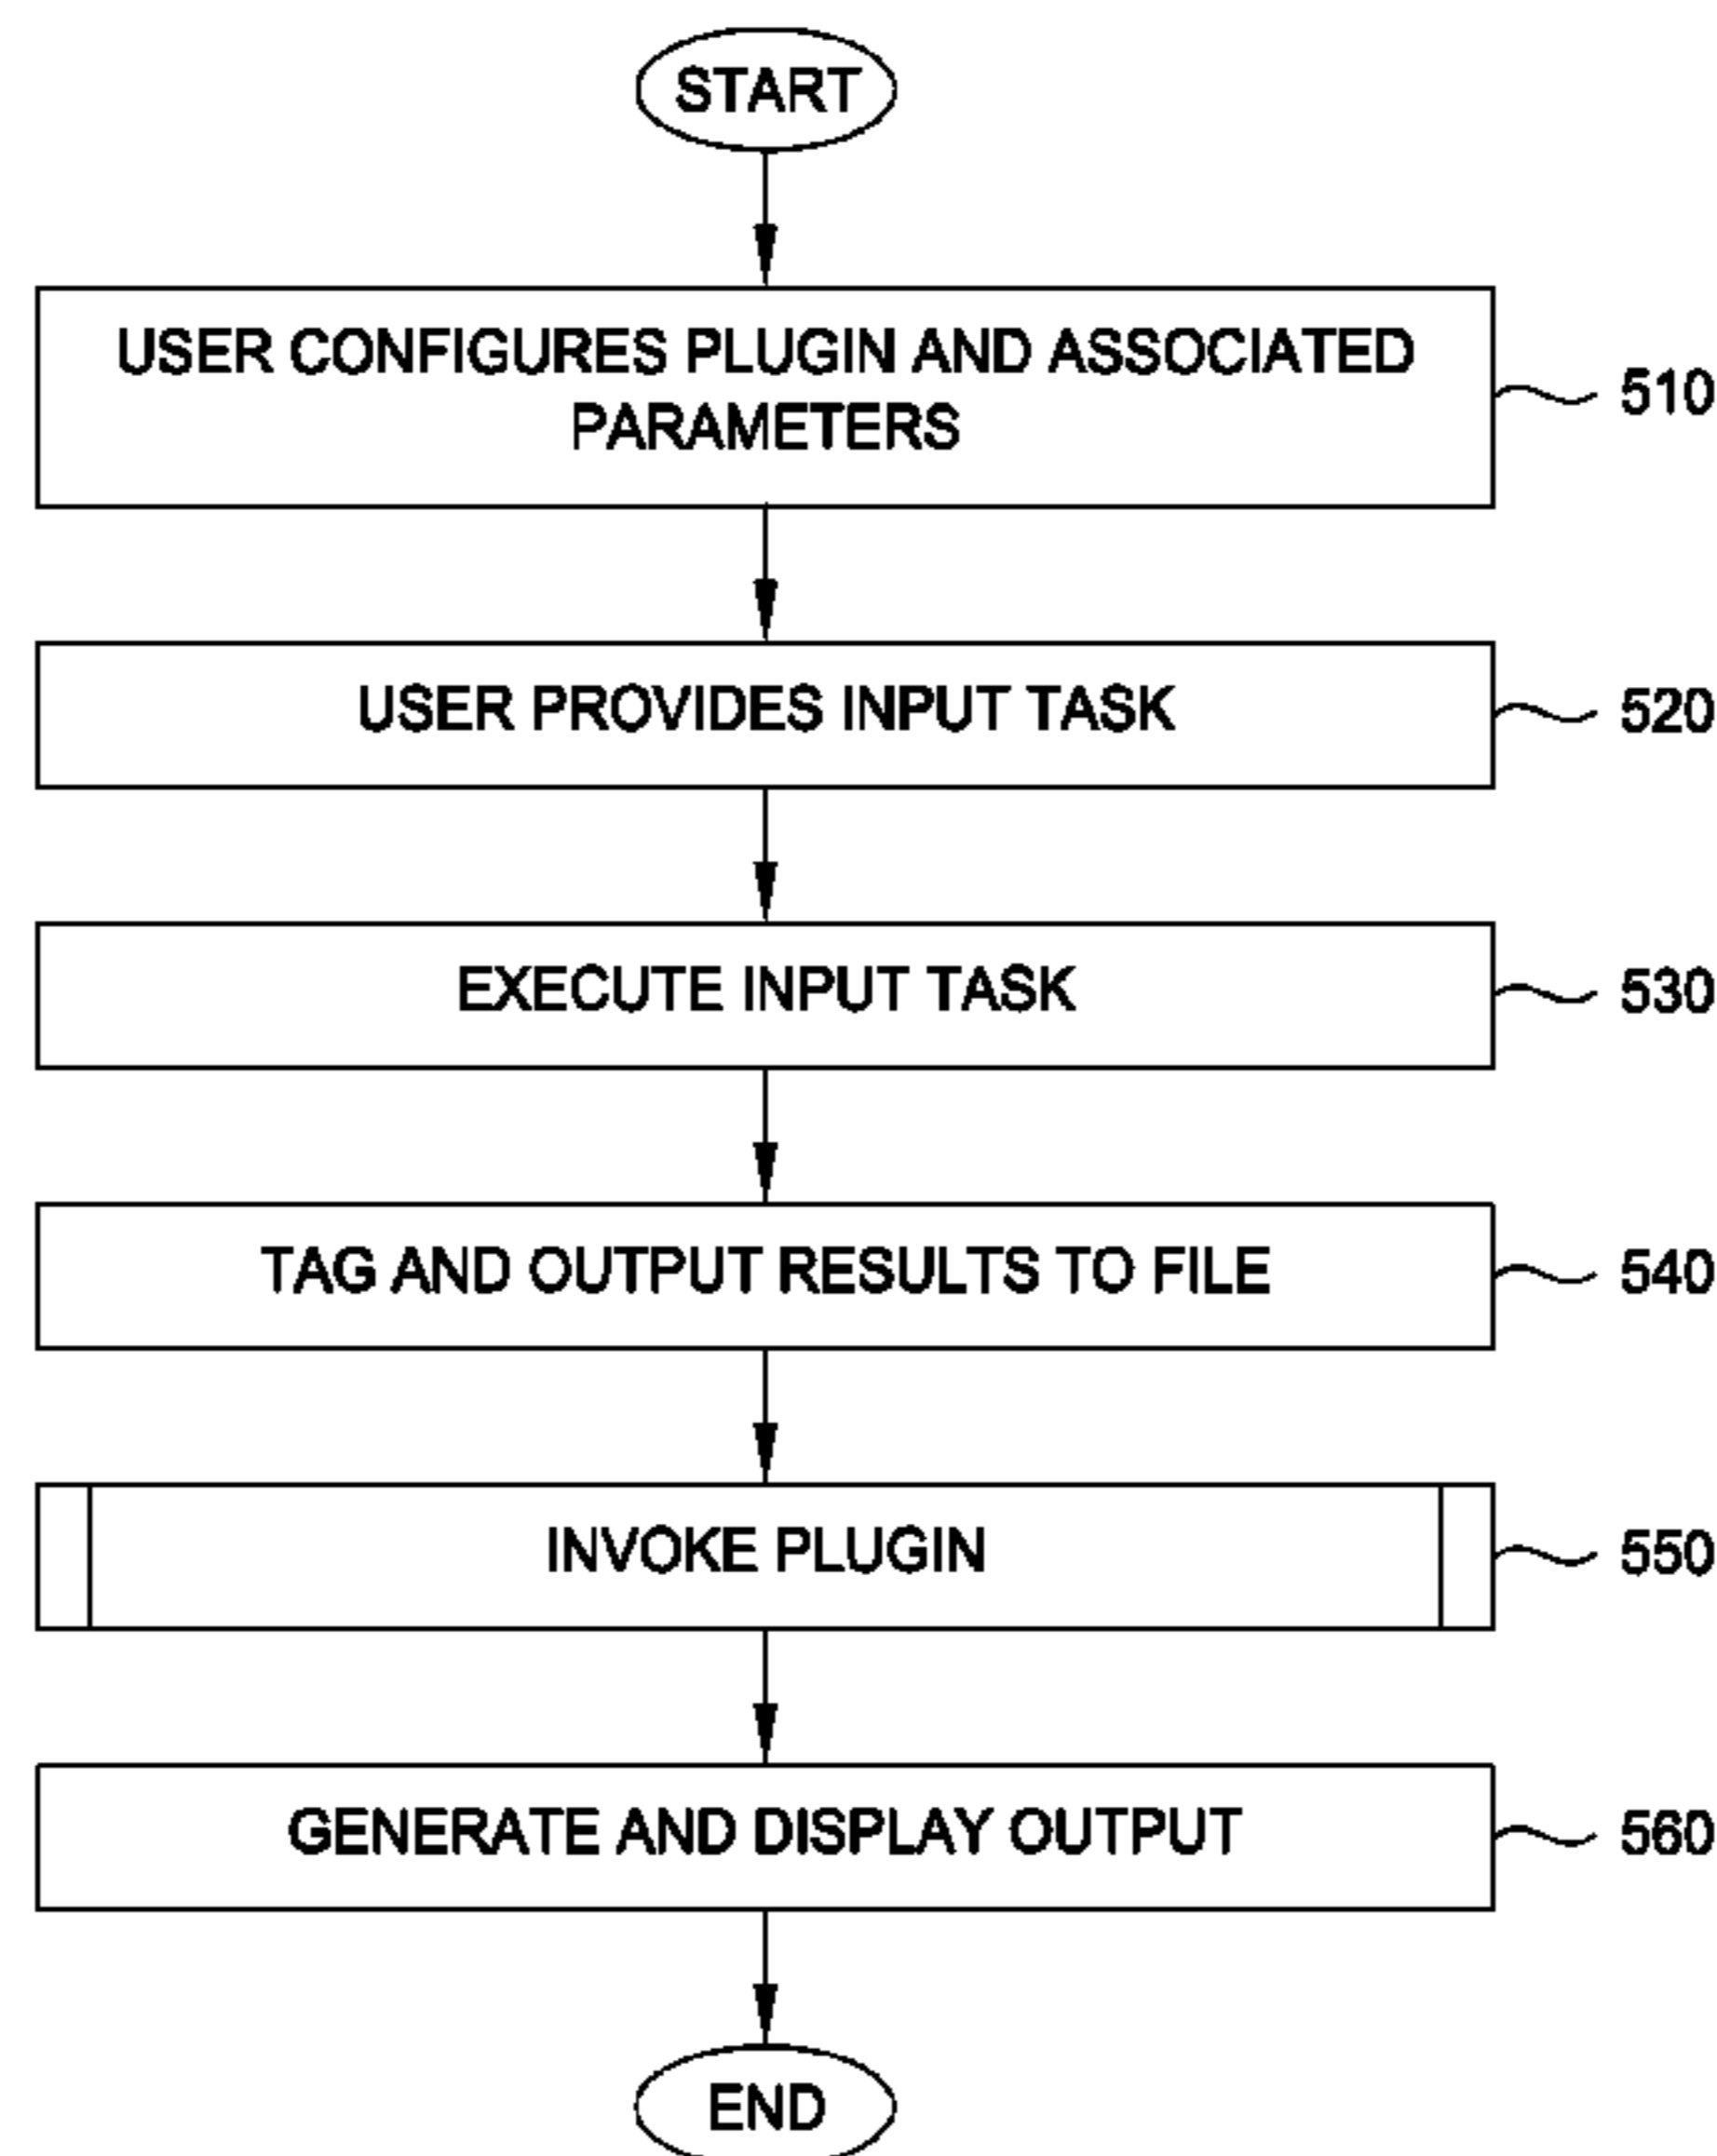 START
USER CONFIGURES PLUGIN AND ASSOCIATED
PARAMETERS
510
USER PROVIDES INPUT TASK
520
EXECUTE INPUT TASK
530
TAG AND OUTPUT RESULTS TO FILE
540
INVOKE PLUGIN
550
GENERATE AND DISPLAY OUTPUT
560
END